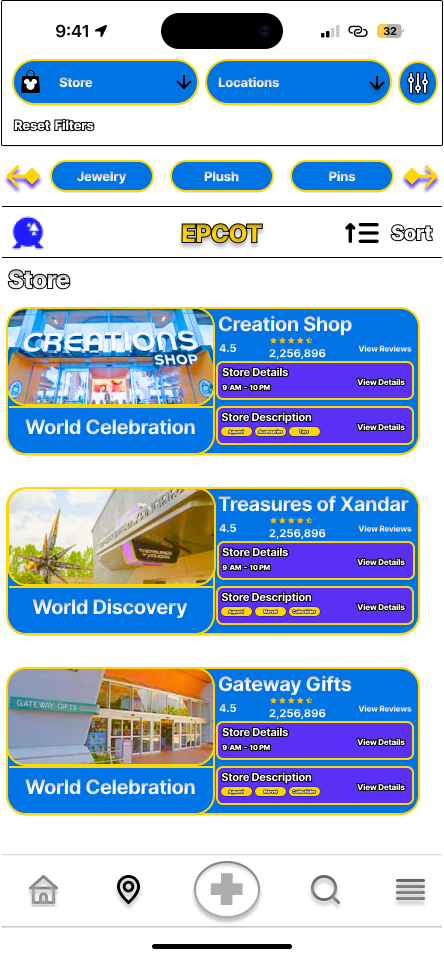 9:41
32
Store
Locations
Reset Filters
Jewelry
Plush
Pins
EPCOT
Sort
Store
CREATIONS
SHOP
World Celebration
Creation Shop
4.5
2,256,896
View Reviews
Store Details
9 AM - 10 PM
View Details
Store Description
Apparel
Accessories
Toys
View Details
TREASURES
OF XANDAR
World Discovery
Treasures of Xandar
4.5
2,256,896
View Reviews
Store Details
9 AM - 10 PM
View Details
Store Description
Apparel
Marvel
Collectibles
View Details
GATEWAY GIFTS
World Celebration
Gateway Gifts
4.5
2,256,896
View Reviews
Store Details
9 AM - 10 PM
View Details
Store Description
Apparel
Marvel
Collectibles
View Details